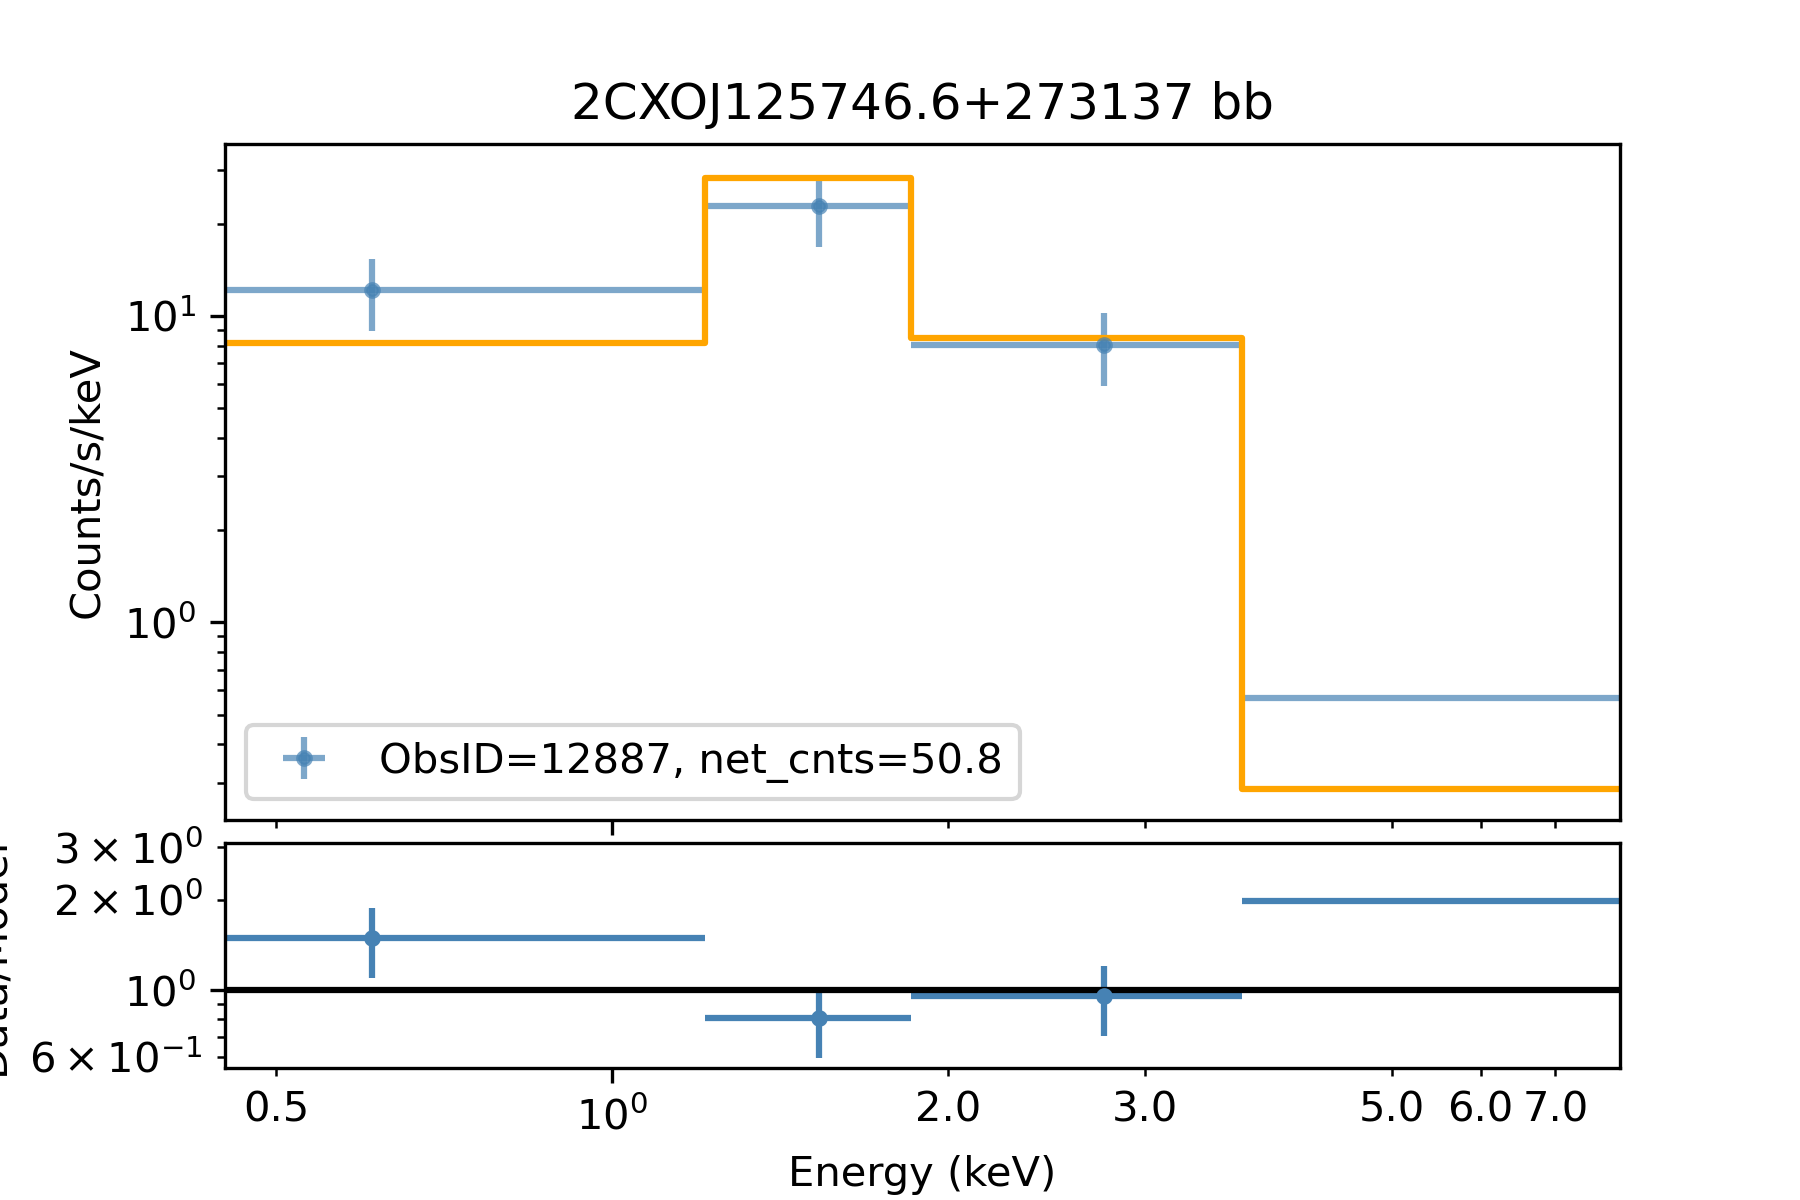 2CXOJ125746.6+273137 bb
Counts/s/keV
10¹
10⁰
ObsID=12887, net_cnts=50.8
3 × 10⁰
2 × 10⁰
10⁰
6 × 10⁻¹
0.5 10⁰ 2.0 3.0 5.0 6.0 7.0
Energy (keV)